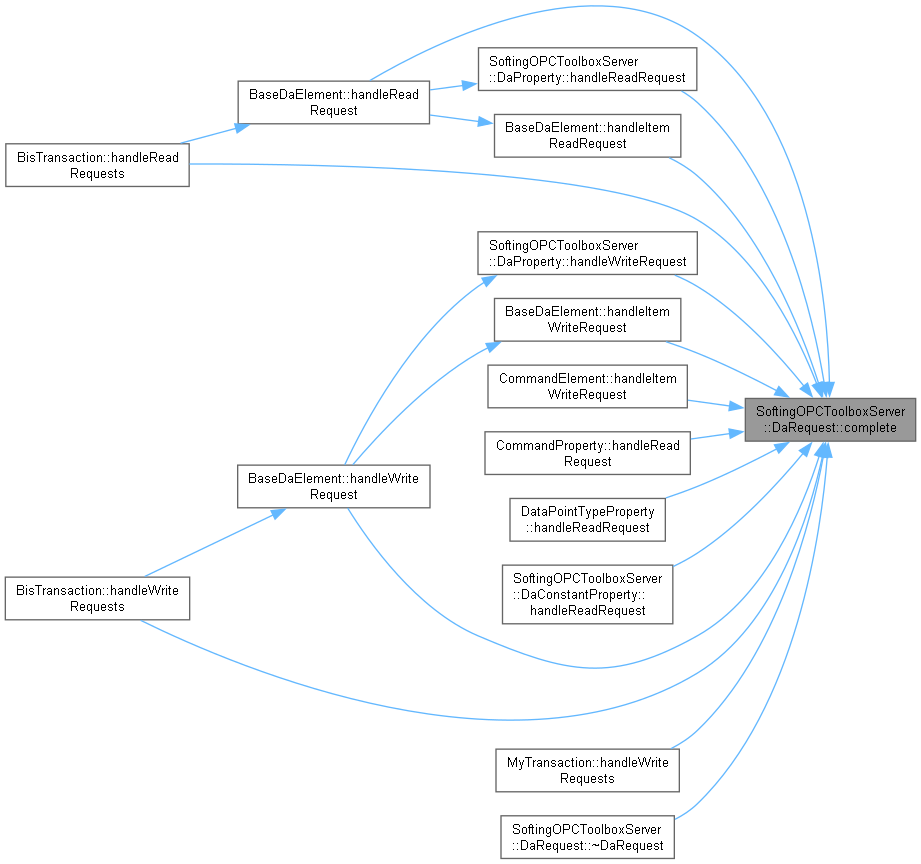 SoftingOPCToolboxServer
::DaProperty::handleReadRequest
BaseDaElement::handleRead
Request
BaseDaElement::handleItem
ReadRequest
BisTransaction::handleRead
Requests
SoftingOPCToolboxServer
::DaProperty::handleWriteRequest
BaseDaElement::handleItem
WriteRequest
CommandElement::handleItem
WriteRequest
SoftingOPCToolboxServer
::DaRequest::complete
CommandProperty::handleRead
Request
BaseDaElement::handleWrite
Request
DataPointTypeProperty
::handleReadRequest
SoftingOPCToolboxServer
::DaConstantProperty::
handleReadRequest
BisTransaction::handleWrite
Requests
MyTransaction::handleWrite
Requests
SoftingOPCToolboxServer
::DaRequest::~DaRequest